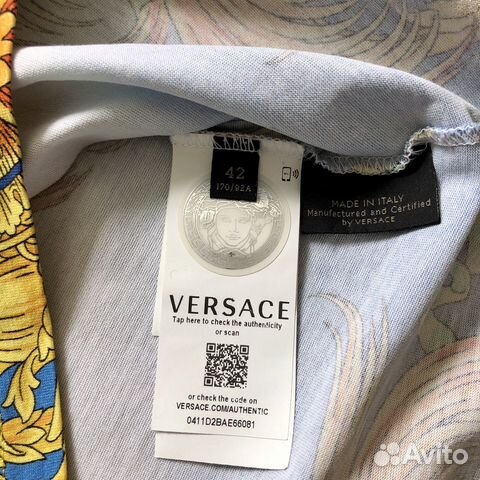 42
170/92A
MADE IN ITALY
Manufactured and Certified
by VERSACE
VERSACE
Tap here to check the authenticity
or scan
or check the code on
VERSACE.COM/AUTHENTIC
0411D2BAE66081
Avito